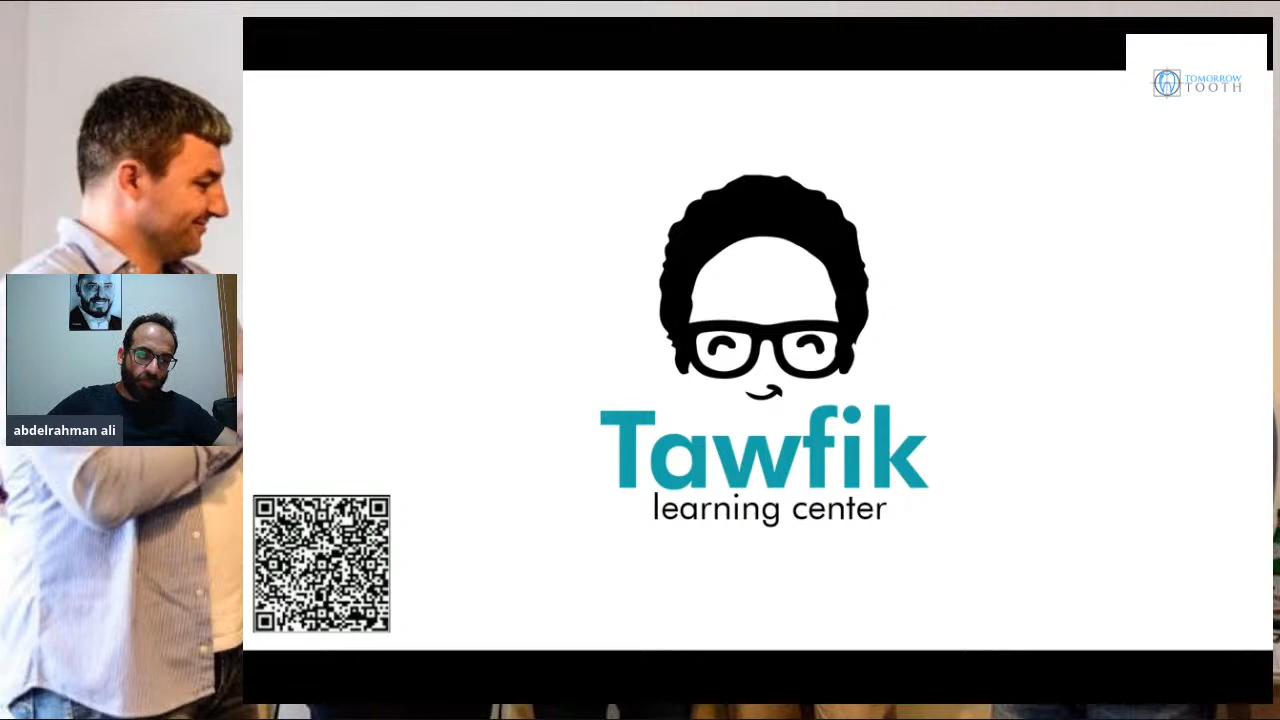 TOMORROW
TOOTH
abdelrahman ali
Tawfik
learning center